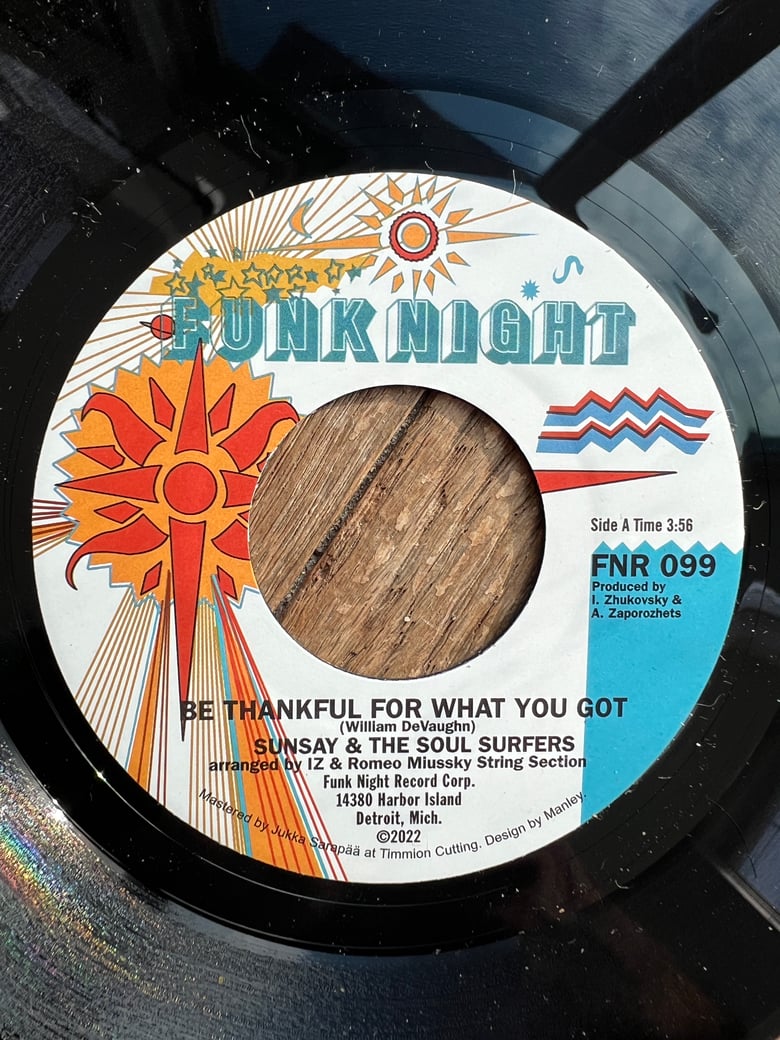 FUNK NIGHT
Side A Time 3:56
FNR 099
Produced by
I. Zhukovsky &
A. Zaporozhets
BE THANKFUL FOR WHAT YOU GOT
(William DeVaughn)
SUNSAY & THE SOUL SURFERS
arranged by IZ & Romeo Miussky String Section
Funk Night Record Corp.
14380 Harbor Island
Detroit, Mich.
©2022
Mastered by Jukka Sarapää at Timmion Cutting. Design by Manley.